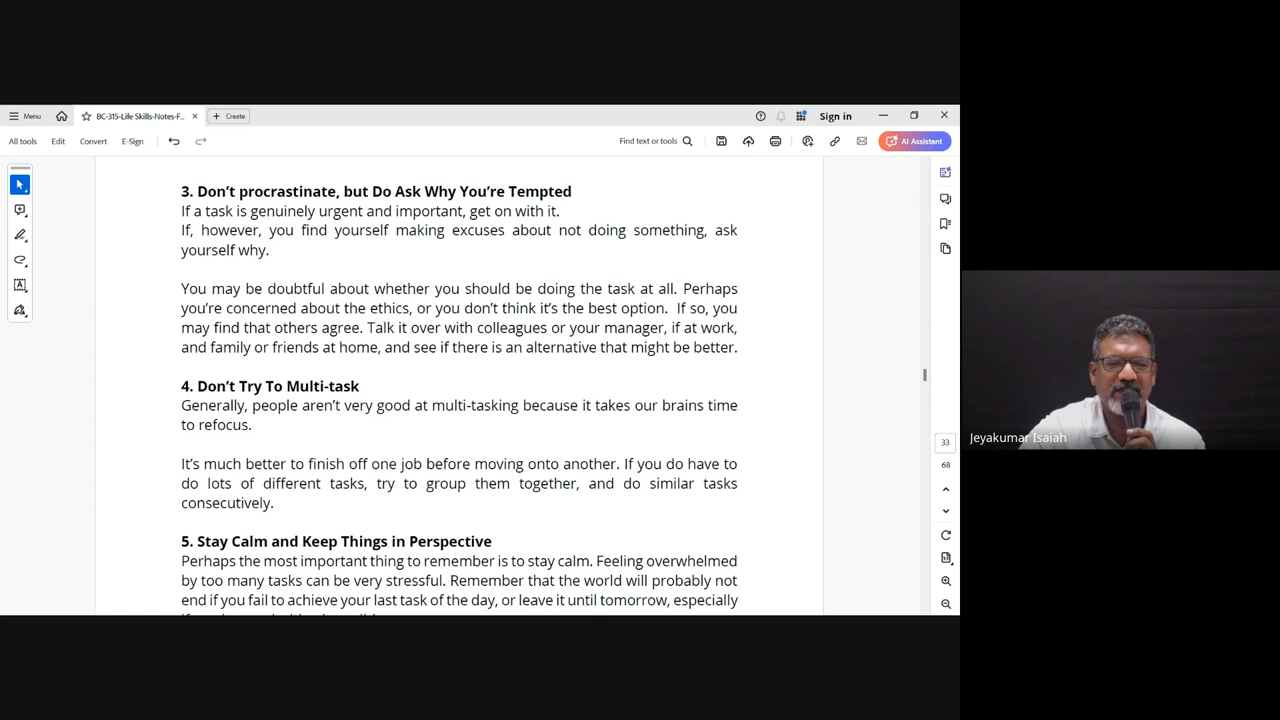 Menu
BC-315-Life Skills-Notes-F...
Create
Sign in
All tools
Edit
Convert
E-Sign
Find text or tools
AI Assistant
3. Don’t procrastinate, but Do Ask Why You’re Tempted
If a task is genuinely urgent and important, get on with it.
If, however, you find yourself making excuses about not doing something, ask
yourself why.
You may be doubtful about whether you should be doing the task at all. Perhaps
you’re concerned about the ethics, or you don’t think it’s the best option. If so, you
may find that others agree. Talk it over with colleagues or your manager, if at work,
and family or friends at home, and see if there is an alternative that might be better.
4. Don’t Try To Multi-task
Generally, people aren’t very good at multi-tasking because it takes our brains time
to refocus.
It’s much better to finish off one job before moving onto another. If you do have to
do lots of different tasks, try to group them together, and do similar tasks
consecutively.
5. Stay Calm and Keep Things in Perspective
Perhaps the most important thing to remember is to stay calm. Feeling overwhelmed
by too many tasks can be very stressful. Remember that the world will probably not
end if you fail to achieve your last task of the day, or leave it until tomorrow, especially
33
68
Jeyakumar Isaiah